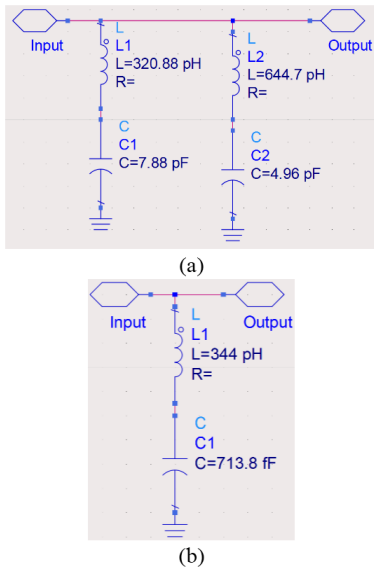 L
L
Input
L1
L2
Output
L=320.88 pH
L=644.7 pH
R=
R=
C
C
C1
C2
C=7.88 pF
C=4.96 pF
(a)
L
Input
L1
Output
L=344 pH
R=
C
C1
C=713.8 fF
(b)